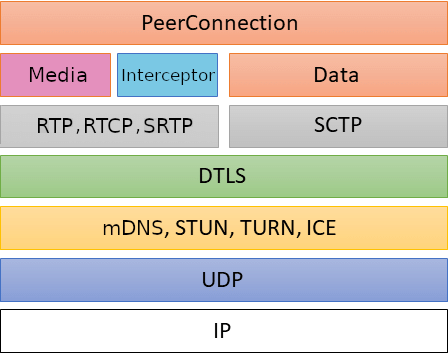 PeerConnection
Media Interceptor Data
RTP,RTCP,SRTP SCTP
DTLS
mDNS, STUN, TURN, ICE
UDP
IP